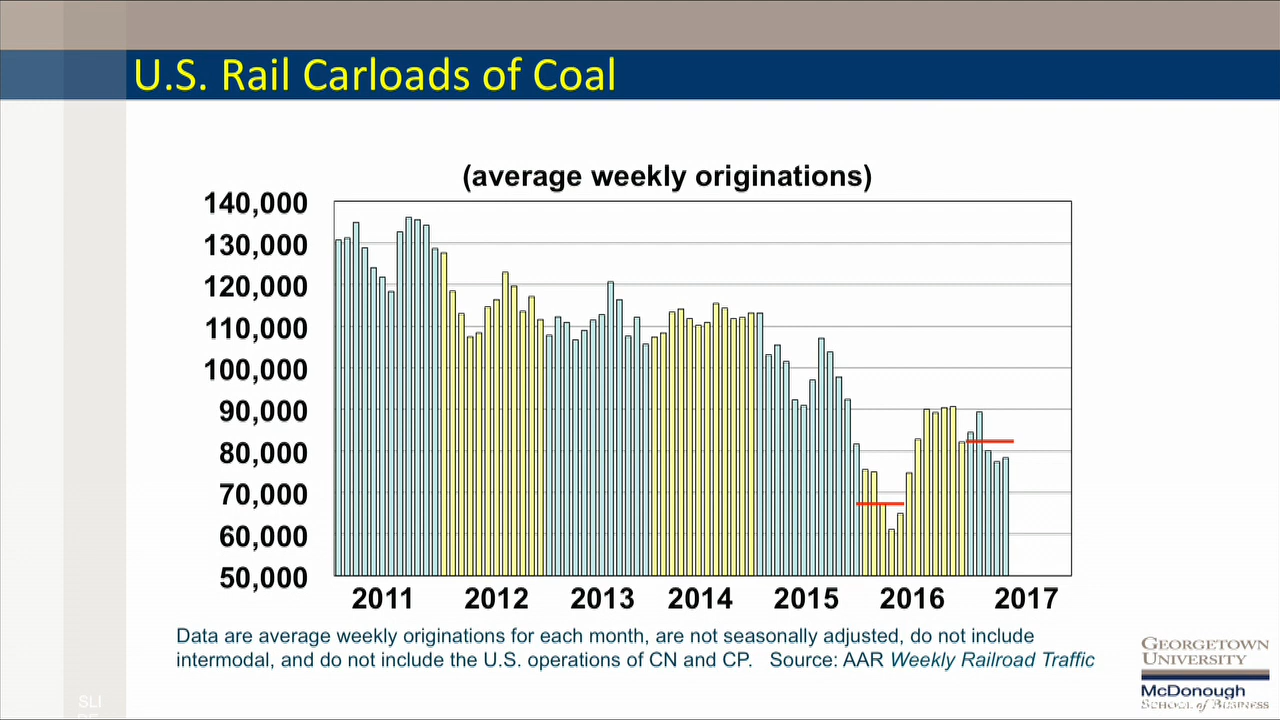 U.S. Rail Carloads of Coal
(average weekly originations)
140,000
130,000
120,000
110,000
100,000
90,000
80,000
70,000
60,000
50,000
2011 2012 2013 2014 2015 2016 2017
Data are average weekly originations for each month, are not seasonally adjusted, do not include
intermodal, and do not include the U.S. operations of CN and CP. Source: AAR Weekly Railroad Traffic
GEORGETOWN
UNIVERSITY
McDonough
SCHOOL of BUSINESS
SLI